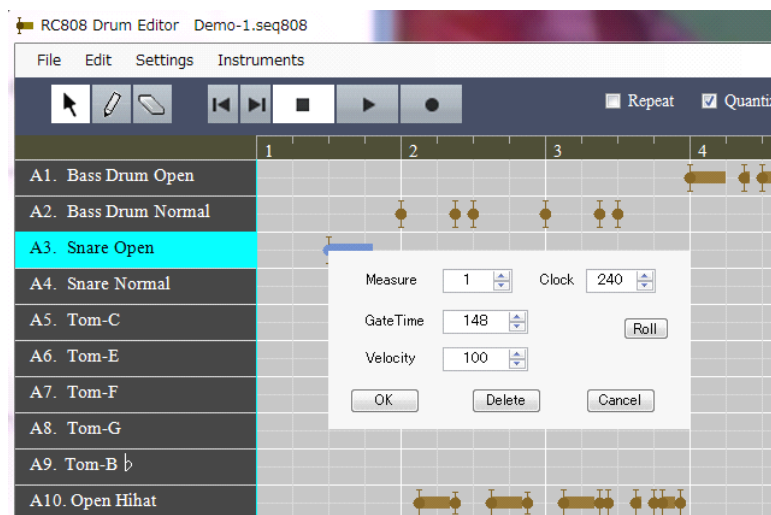 RC808 Drum Editor Demo-1.seq808
File Edit Settings Instruments
Repeat Quanti
1 2 3 4
A1. Bass Drum Open
A2. Bass Drum Normal
A3. Snare Open
A4. Snare Normal
A5. Tom-C
A6. Tom-E
A7. Tom-F
A8. Tom-G
A9. Tom-B♭
A10. Open Hihat
Measure 1 Clock 240
GateTime 148 Roll
Velocity 100
OK Delete Cancel